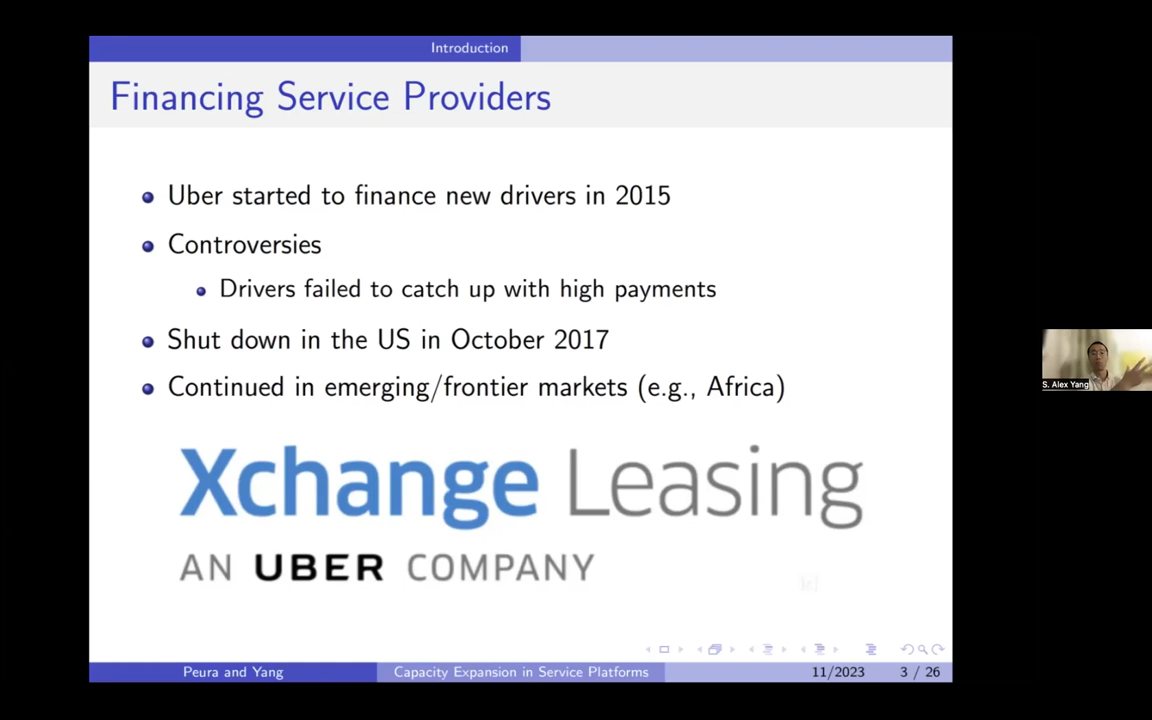 Introduction
Financing Service Providers
Uber started to finance new drivers in 2015
Controversies
Drivers failed to catch up with high payments
Shut down in the US in October 2017
Continued in emerging/frontier markets (e.g., Africa)
Xchange Leasing
AN UBER COMPANY
S. Alex Yang
Peura and Yang
Capacity Expansion in Service Platforms
11/2023
3 / 26